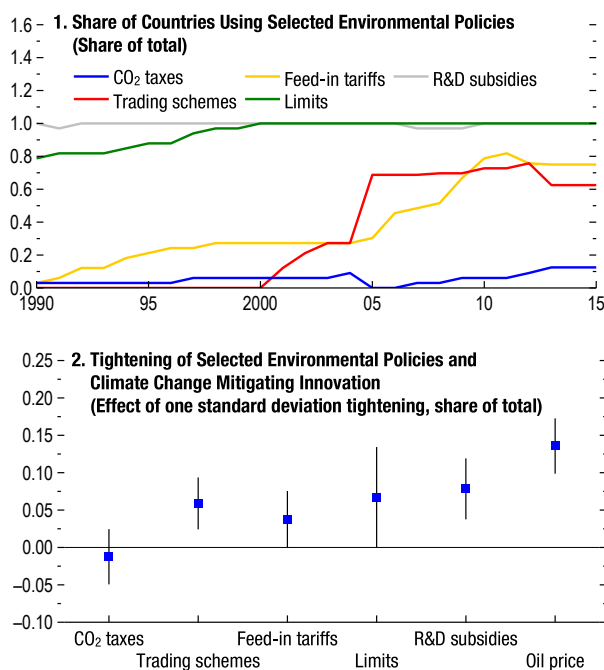 1. Share of Countries Using Selected Environmental Policies
(Share of total)
CO₂ taxes
Feed-in tariffs
R&D subsidies
Trading schemes
Limits
1.6
1.4
1.2
1.0
0.8
0.6
0.4
0.2
0.0
1990 95 2000 05 10 15
2. Tightening of Selected Environmental Policies and
Climate Change Mitigating Innovation
(Effect of one standard deviation tightening, share of total)
0.25
0.20
0.15
0.10
0.05
0.00
–0.05
–0.10
CO₂ taxes Feed-in tariffs R&D subsidies
Trading schemes Limits Oil price